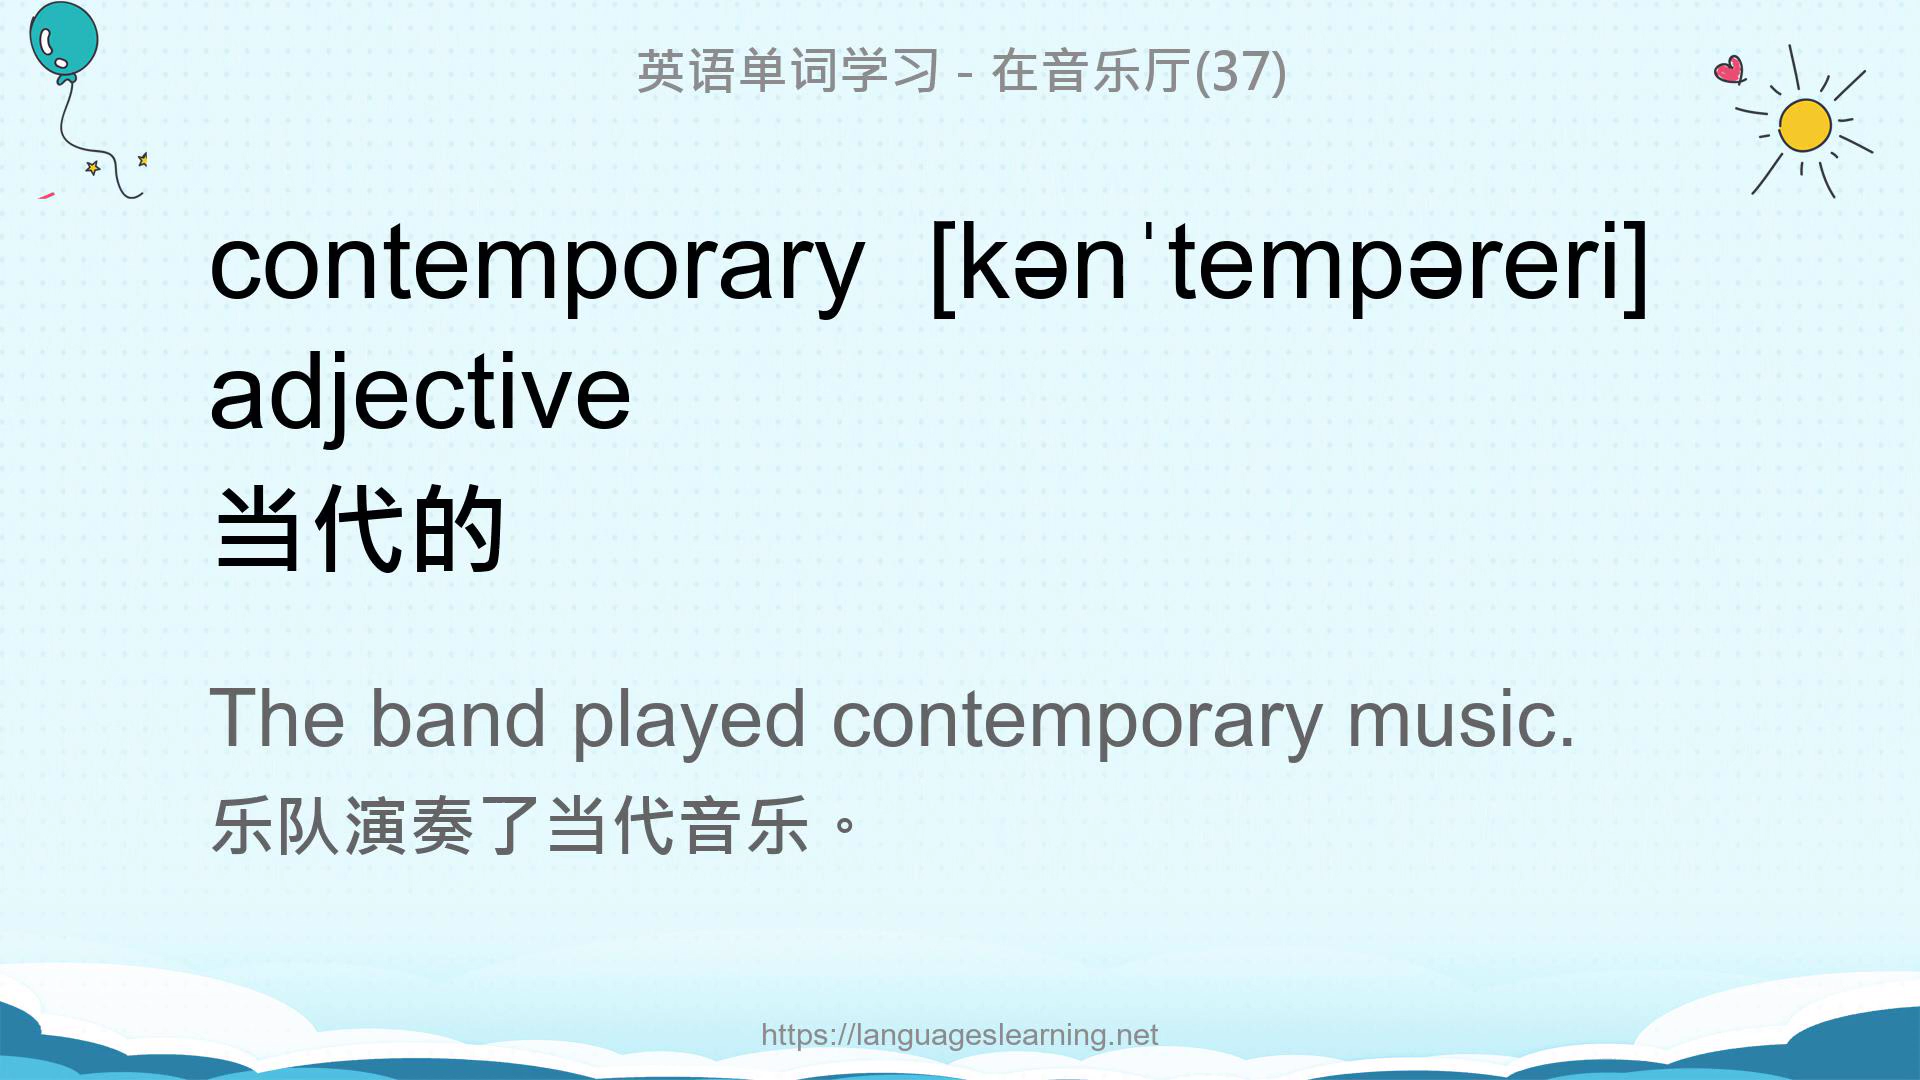 英语单词学习 - 在音乐厅(37)
contemporary [kənˈtempəreri]
adjective
当代的
The band played contemporary music.
乐队演奏了当代音乐。
https://languageslearning.net